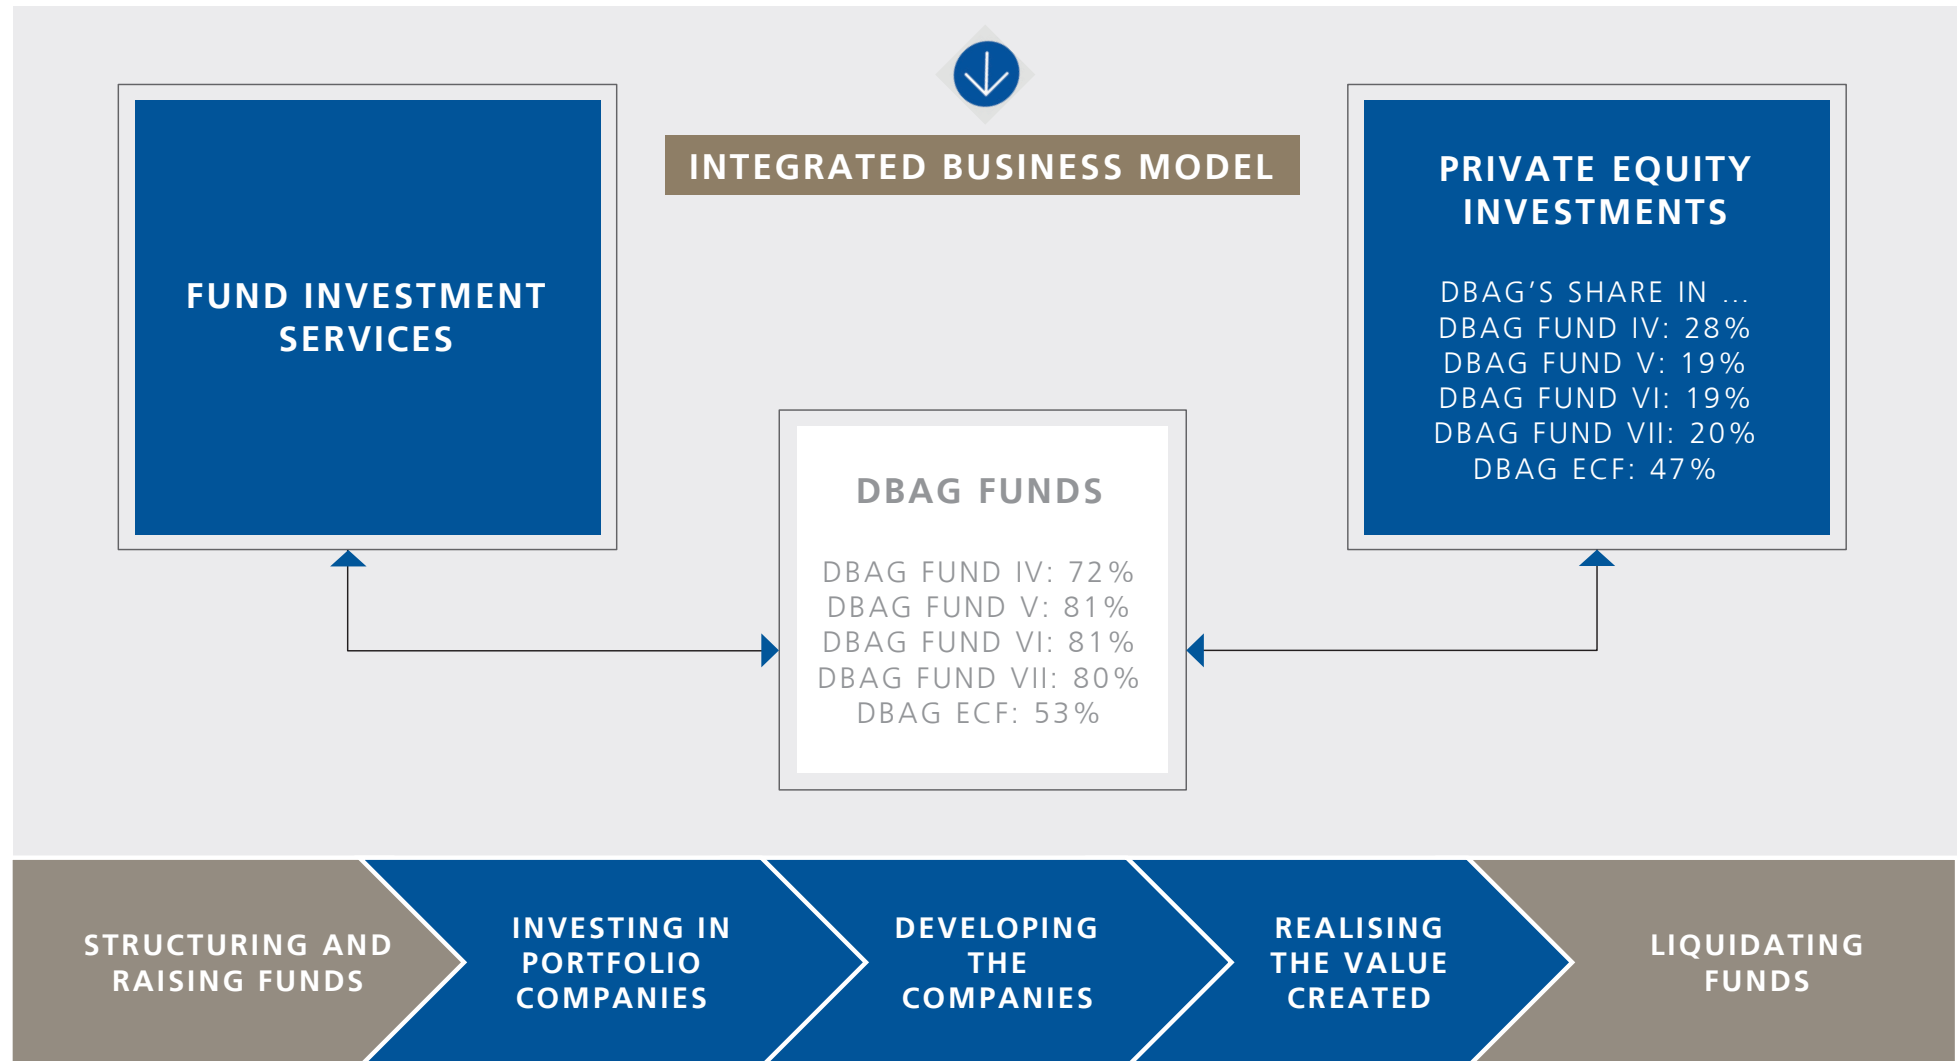 INTEGRATED BUSINESS MODEL
FUND INVESTMENT
SERVICES
PRIVATE EQUITY
INVESTMENTS
DBAG'S SHARE IN ...
DBAG FUND IV: 28%
DBAG FUND V: 19%
DBAG FUND VI: 19%
DBAG FUND VII: 20%
DBAG ECF: 47%
DBAG FUNDS
DBAG FUND IV: 72%
DBAG FUND V: 81%
DBAG FUND VI: 81%
DBAG FUND VII: 80%
DBAG ECF: 53%
STRUCTURING AND
RAISING FUNDS
INVESTING IN
PORTFOLIO
COMPANIES
DEVELOPING
THE
COMPANIES
REALISING
THE VALUE
CREATED
LIQUIDATING
FUNDS